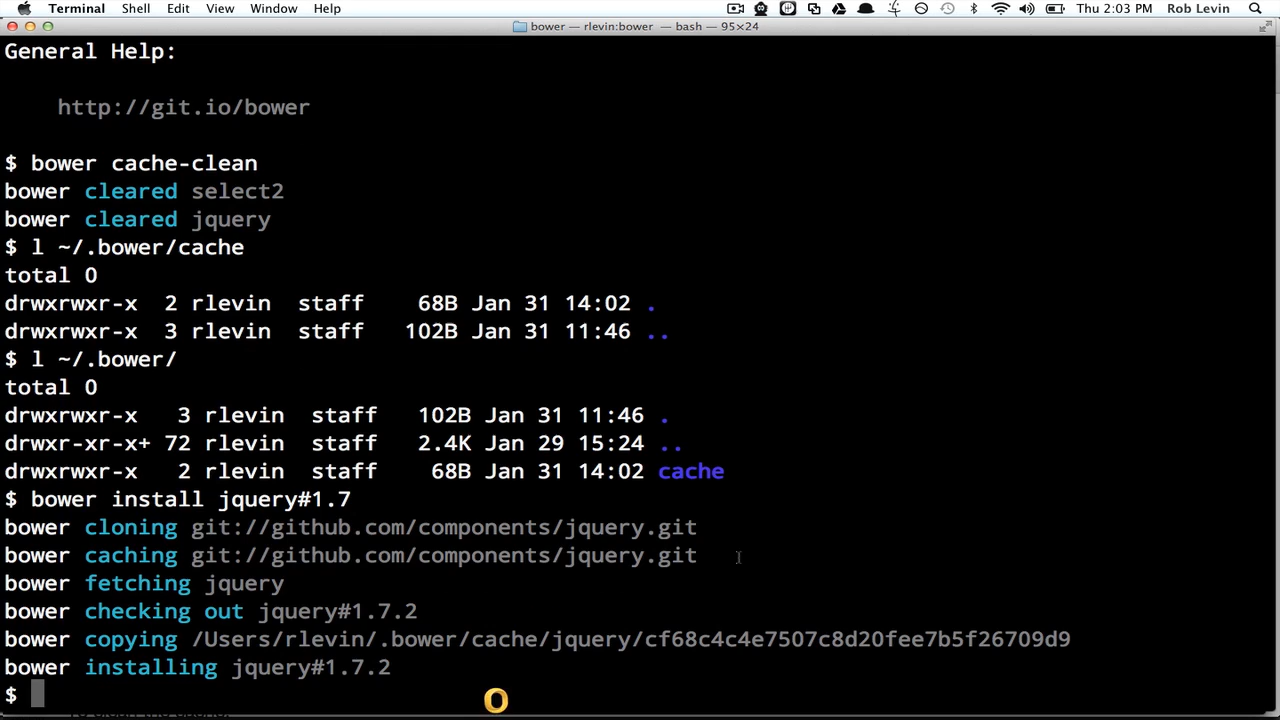 Terminal Shell Edit View Window Help Thu 2:03 PM Rob Levin
bower — rlevin:bower — bash — 95×24
General Help:
http://git.io/bower
$ bower cache-clean
bower cleared select2
bower cleared jquery
$ l ~/.bower/cache
total 0
drwxrwxr-x 2 rlevin staff 68B Jan 31 14:02 .
drwxrwxr-x 3 rlevin staff 102B Jan 31 11:46 ..
$ l ~/.bower/
total 0
drwxrwxr-x 3 rlevin staff 102B Jan 31 11:46 .
drwxr-xr-x+ 72 rlevin staff 2.4K Jan 29 15:24 ..
drwxrwxr-x 2 rlevin staff 68B Jan 31 14:02 cache
$ bower install jquery#1.7
bower cloning git://github.com/components/jquery.git
bower caching git://github.com/components/jquery.git
bower fetching jquery
bower checking out jquery#1.7.2
bower copying /Users/rlevin/.bower/cache/jquery/cf68c4c4e7507c8d20fee7b5f26709d9
bower installing jquery#1.7.2
$
O